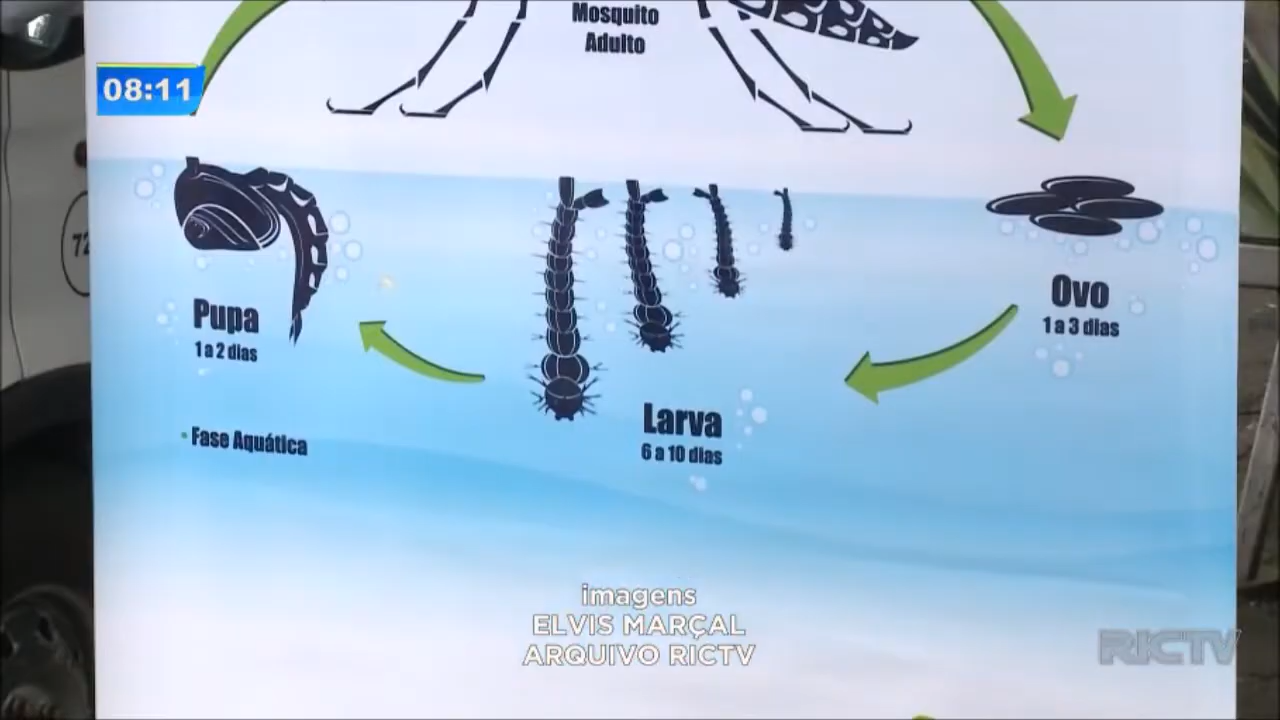 Mosquito
Adulto
08:11
72
Pupa
1 a 2 dias
Ovo
1 a 3 dias
Larva
6 a 10 dias
• Fase Aquática
imagens
ELVIS MARÇAL
ARQUIVO RICTV
RICTV